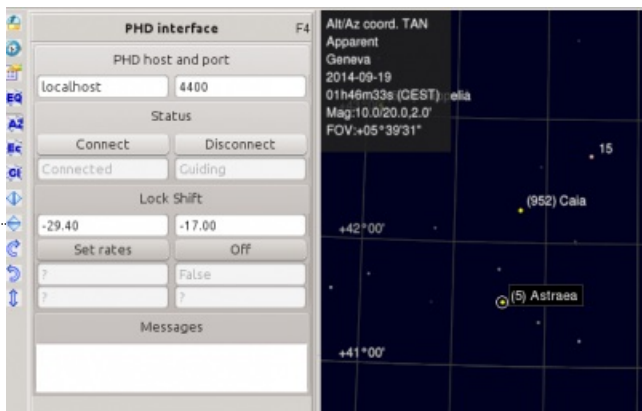 PHD interface
F4
PHD host and port
localhost
4400
Status
Connect
Disconnect
Connected
Guiding
Lock Shift
-29.40
-17.00
Set rates
Off
?
False
?
?
Messages
EQ
AZ
Ec
Gl
Alt/Az coord. TAN
Apparent
Geneva
2014-09-19
01h46m33s (CEST)
Mag:10.0/20.0,2.0'
FOV:+05°39'31"
15
(952) Caia
+42°00'
(5) Astraea
+41°00'